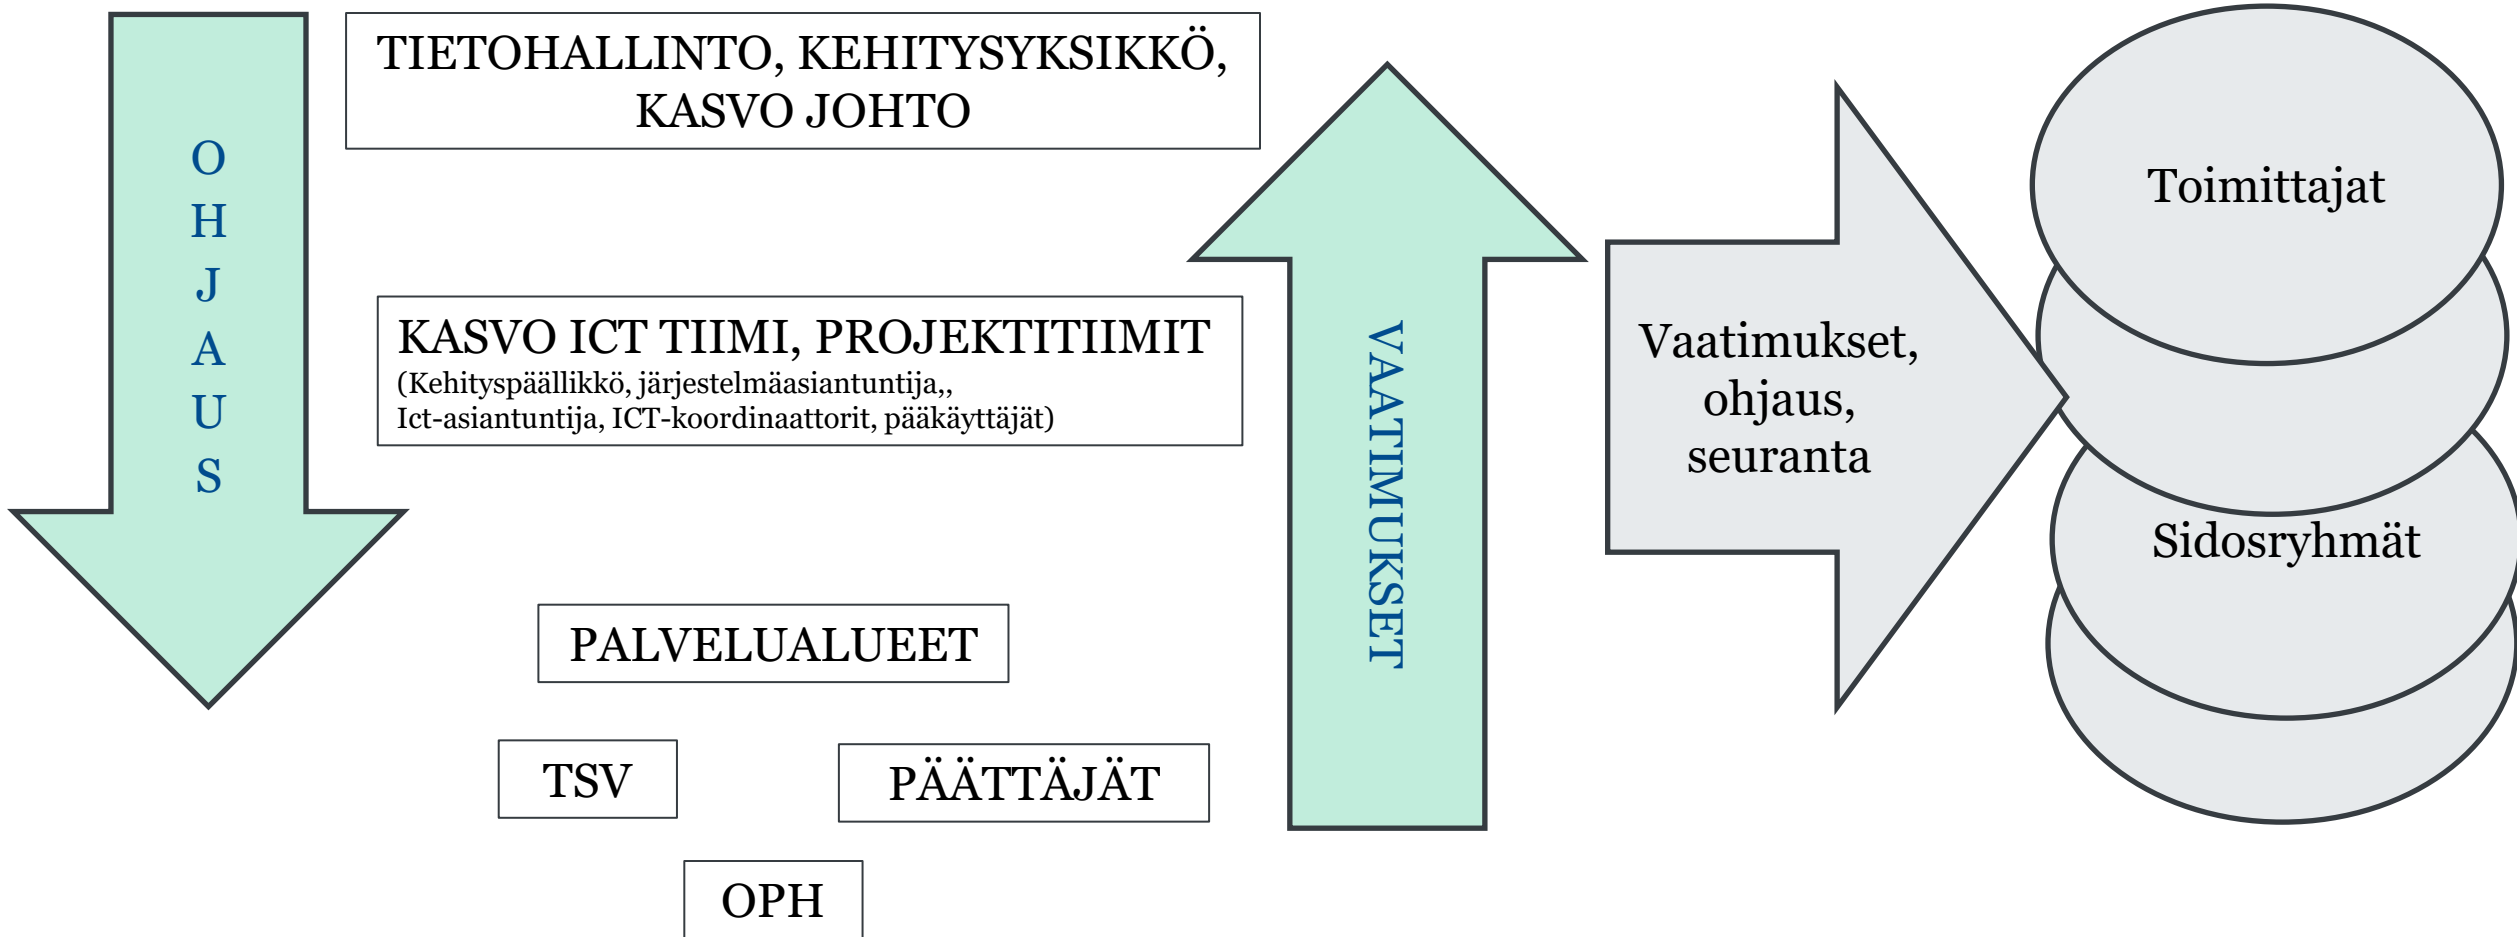 OHJAUS
TIETOHALLINTO, KEHITYSYKSIKKÖ,
KASVO JOHTO
KASVO ICT TIIMI, PROJEKTITIIMIT
(Kehityspäällikkö, järjestelmäasiantuntija,,
Ict-asiantuntija, ICT-koordinaattorit, pääkäyttäjät)
PALVELUALUEET
TSV
PÄÄTTÄJÄT
OPH
VAATIMUKSET
Vaatimukset,
ohjaus,
seuranta
Toimittajat
Sidosryhmät